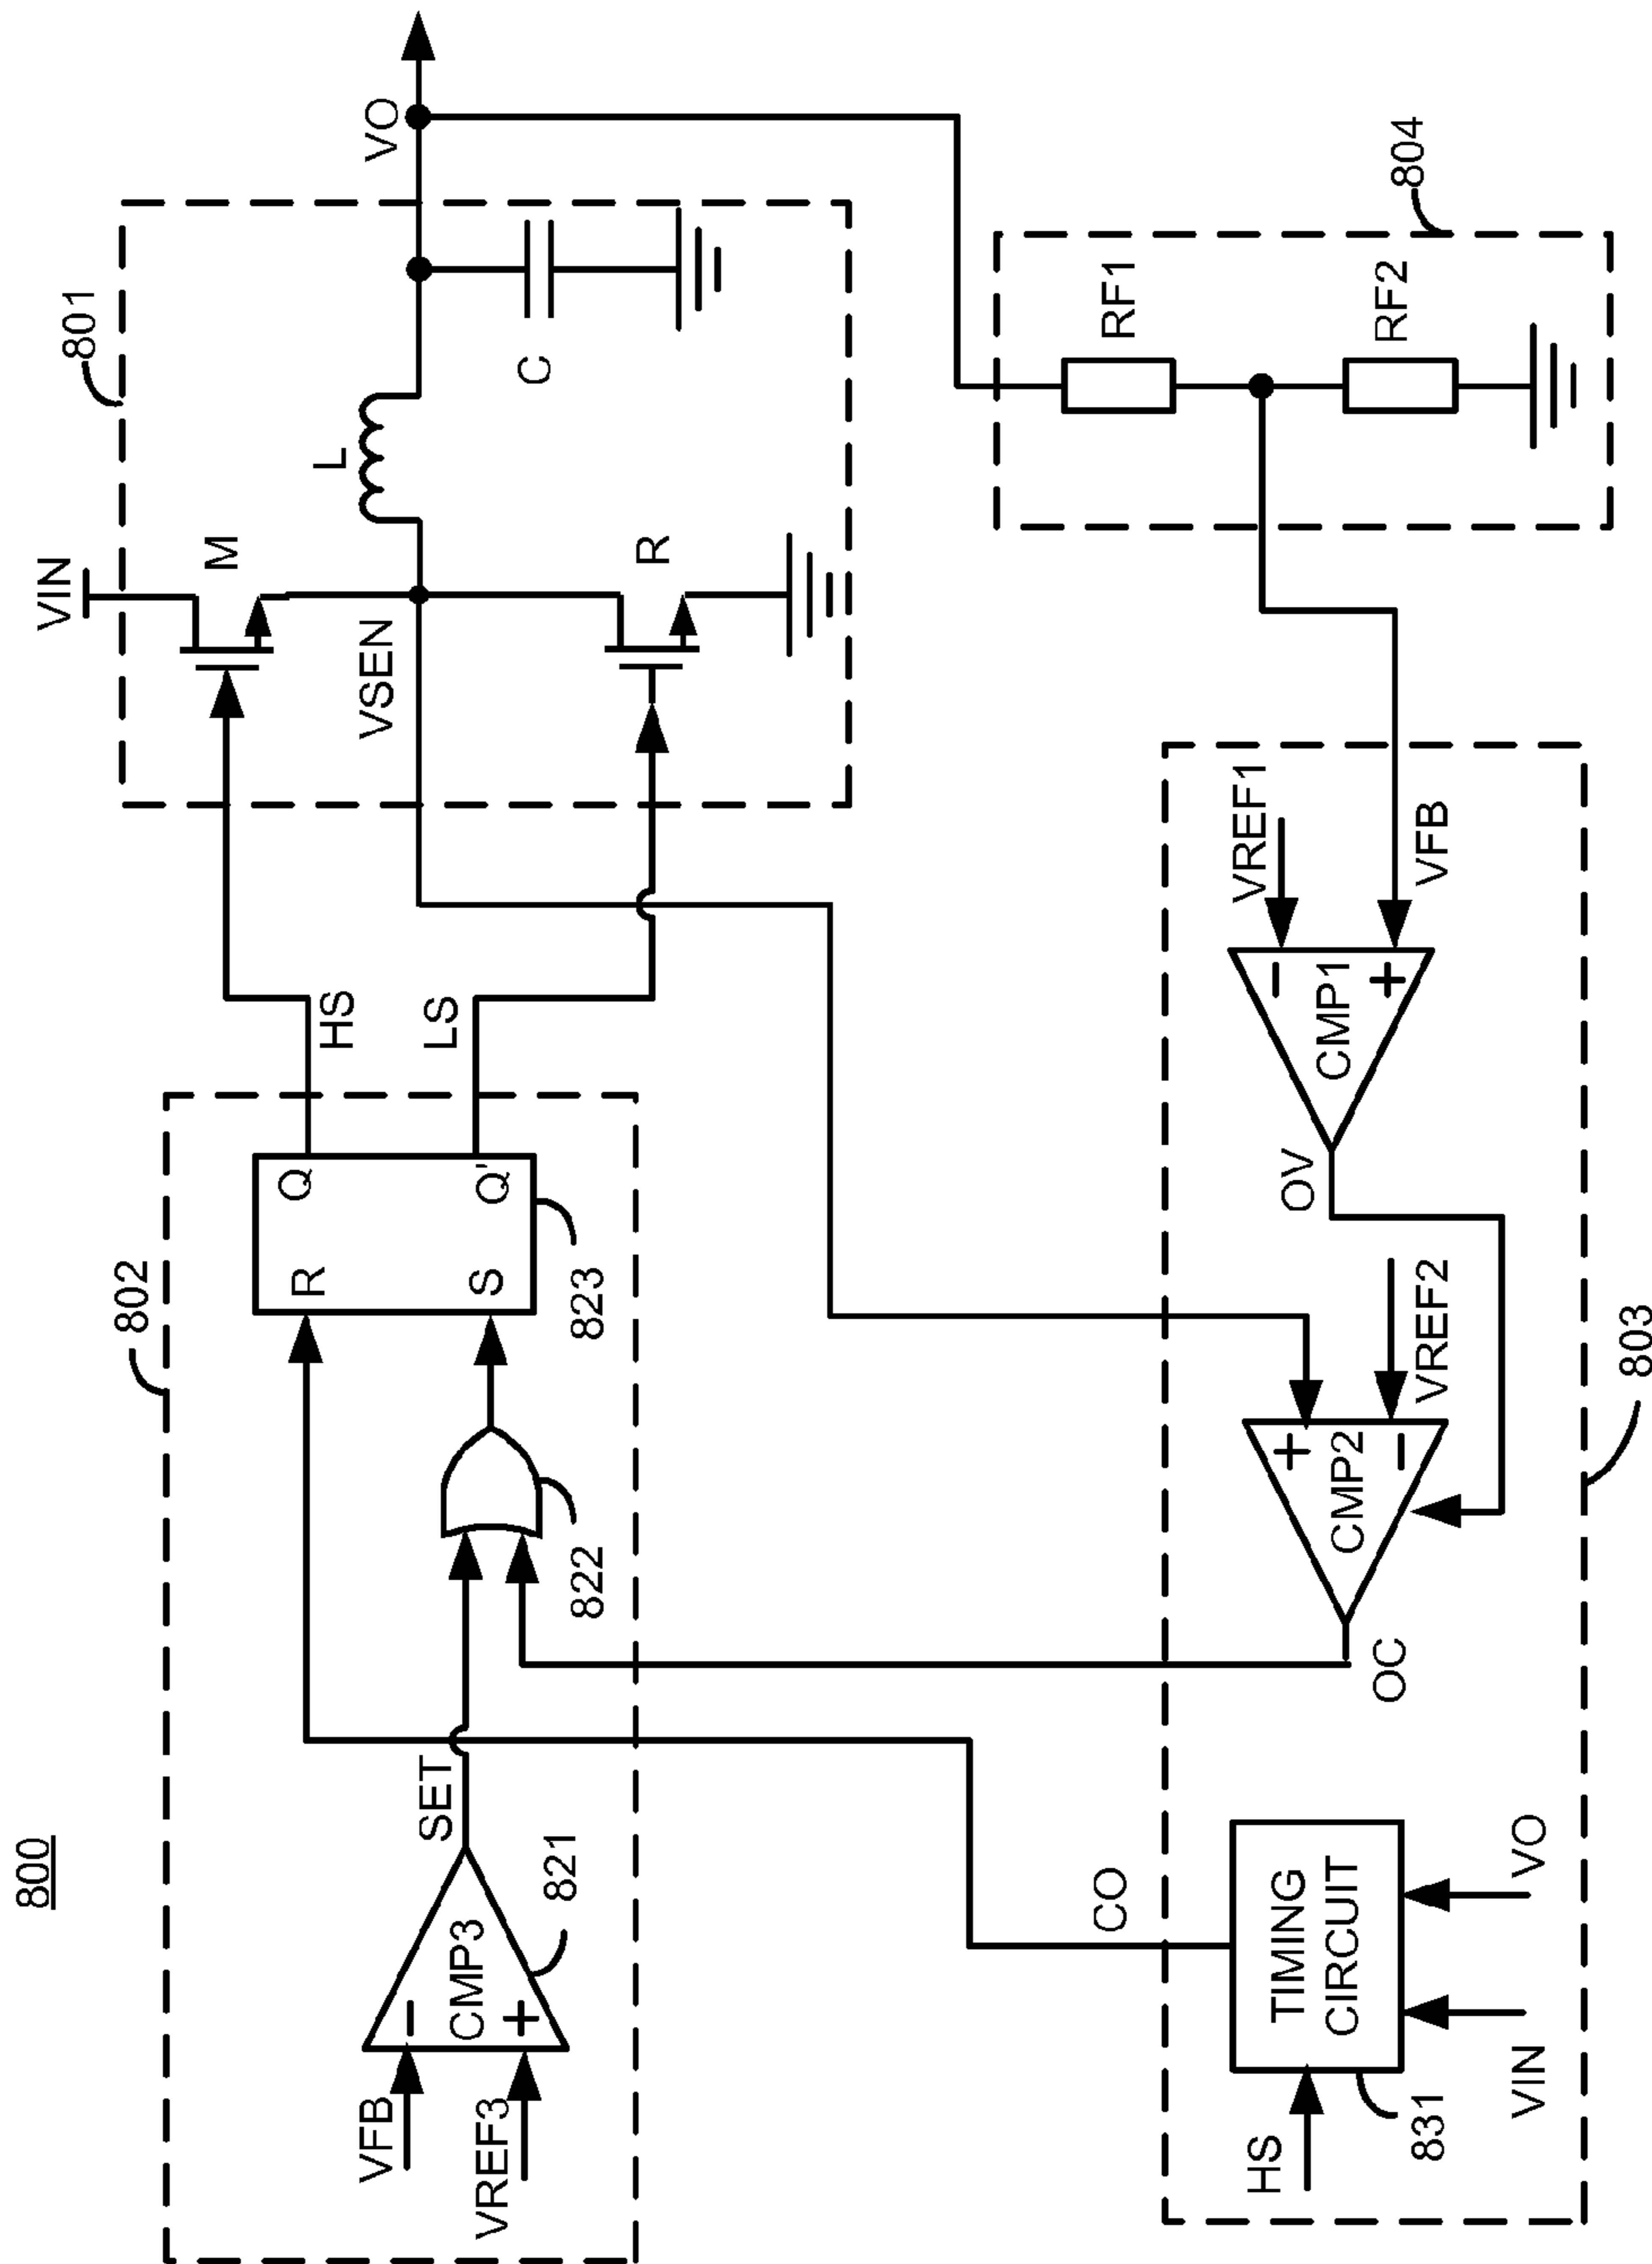 800
802
VFB
VREF3
−
+
CMP3
821
SET
822
R
S
Q
Q'
823
HS
LS
801
VIN
M
VSEN
R
L
C
VO
804
RF1
RF2
803
VREF1
VFB
−
+
CMP1
OV
VREF2
+
−
CMP2
OC
CO
TIMING
CIRCUIT
HS
831
VIN
VO